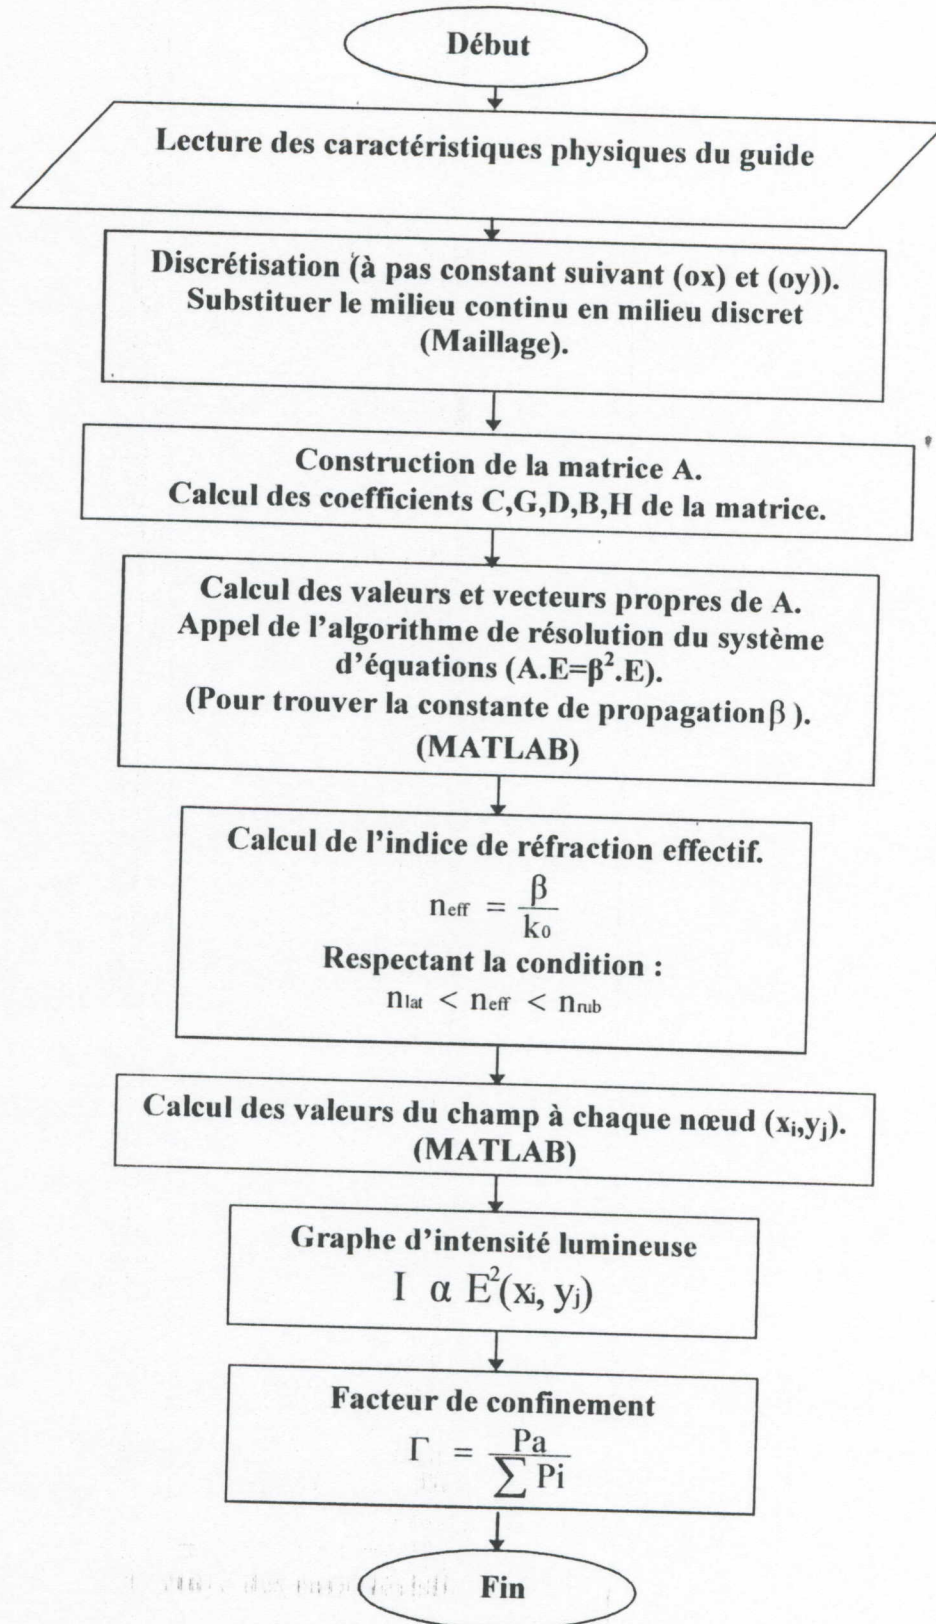 Début
Lecture des caractéristiques physiques du guide
Discrétisation (à pas constant suivant (ox) et (oy)).
Substituer le milieu continu en milieu discret
(Maillage).
Construction de la matrice A.
Calcul des coefficients C,G,D,B,H de la matrice.
Calcul des valeurs et vecteurs propres de A.
Appel de l'algorithme de résolution du système
d'équations (A.E=β².E).
(Pour trouver la constante de propagation β ).
(MATLAB)
Calcul de l'indice de réfraction effectif.
n_eff = β / k₀
Respectant la condition :
n_lat < n_eff < n_rub
Calcul des valeurs du champ à chaque nœud (xᵢ,yⱼ).
(MATLAB)
Graphe d'intensité lumineuse
I α E²(xᵢ, yⱼ)
Facteur de confinement
Γ = Pa / ∑ Pi
Fin